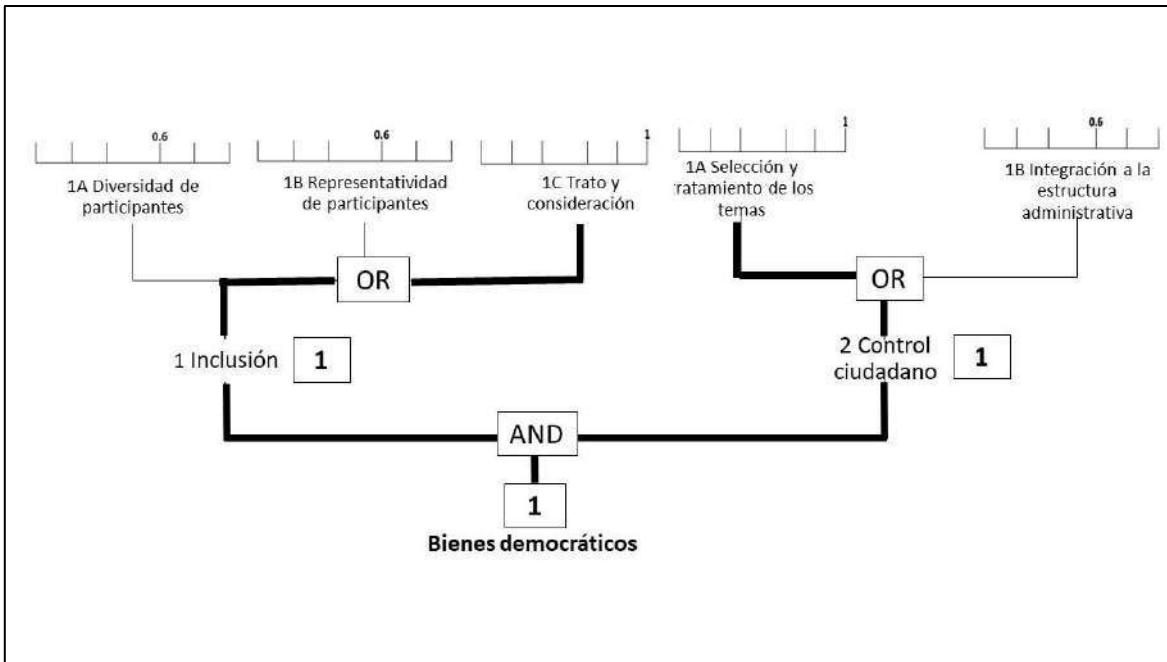 0.6
0.6
1
1
0.6
1A Diversidad de
participantes
1B Representatividad
de participantes
1C Trato y
consideración
1A Selección y
ratamiento de los
temas
1B Integración a la
estructura
administrativa
OR
OR
1 Inclusión
1
2 Control
ciudadano
1
AND
1
Bienes democráticos